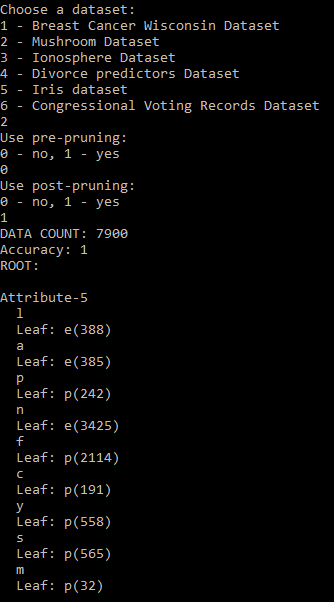 Choose a dataset:
1 - Breast Cancer Wisconsin Dataset
2 - Mushroom Dataset
3 - Ionosphere Dataset
4 - Divorce predictors Dataset
5 - Iris dataset
6 - Congressional Voting Records Dataset
2
Use pre-pruning:
0 - no, 1 - yes
0
Use post-pruning:
0 - no, 1 - yes
1
DATA COUNT: 7900
Accuracy: 1
ROOT:

Attribute-5
  l
  Leaf: e(388)
  a
  Leaf: e(385)
  p
  Leaf: p(242)
  n
  Leaf: e(3425)
  f
  Leaf: p(2114)
  c
  Leaf: p(191)
  y
  Leaf: p(558)
  s
  Leaf: p(565)
  m
  Leaf: p(32)